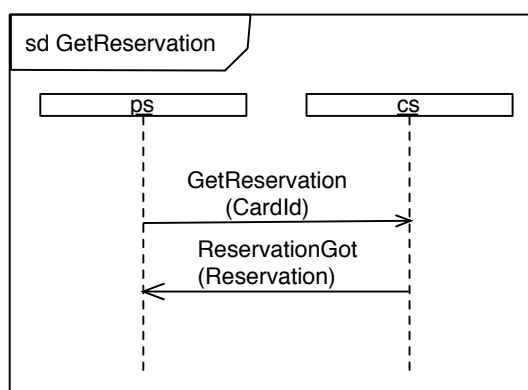 sd GetReservation
ps
cs
GetReservation
(CardId)
ReservationGot
(Reservation)